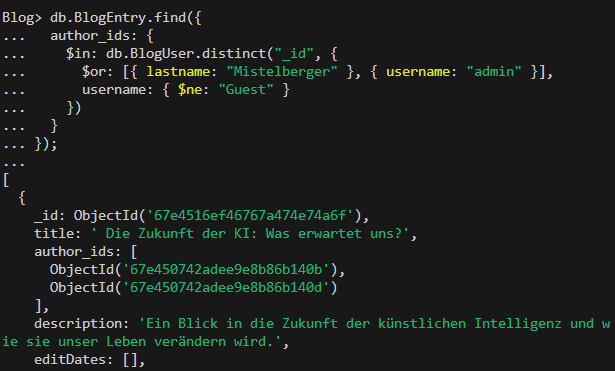 Blog> db.BlogEntry.find({
...   author_ids: {
...     $in: db.BlogUser.distinct("_id", {
...       $or: [{ lastname: "Mistelberger" }, { username: "admin" }],
...       username: { $ne: "Guest" }
...     })
...   }
... });
...
[
  {
    _id: ObjectId('67e4516ef46767a474e74a6f'),
    title: ' Die Zukunft der KI: Was erwartet uns?',
    author_ids: [
      ObjectId('67e450742adee9e8b86b140b'),
      ObjectId('67e450742adee9e8b86b140d')
    ],
    description: 'Ein Blick in die Zukunft der künstlichen Intelligenz und w
ie sie unser Leben verändern wird.',
    editDates: [],